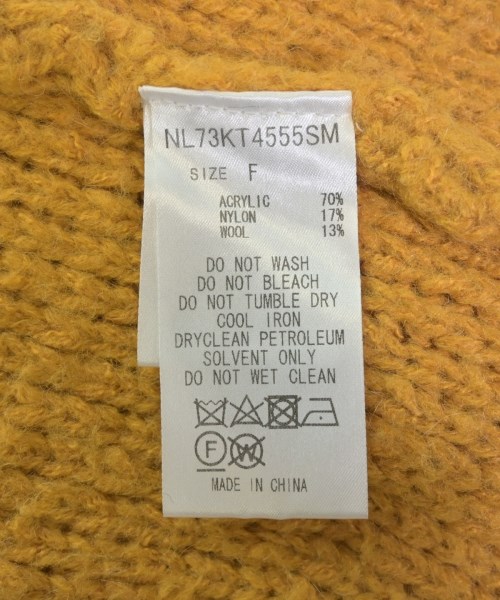 NL73KT4555SM
SIZE F
ACRYLIC 70%
NYLON 17%
WOOL 13%
DO NOT WASH
DO NOT BLEACH
DO NOT TUMBLE DRY
COOL IRON
DRYCLEAN PETROLEUM
SOLVENT ONLY
DO NOT WET CLEAN
F W
MADE IN CHINA